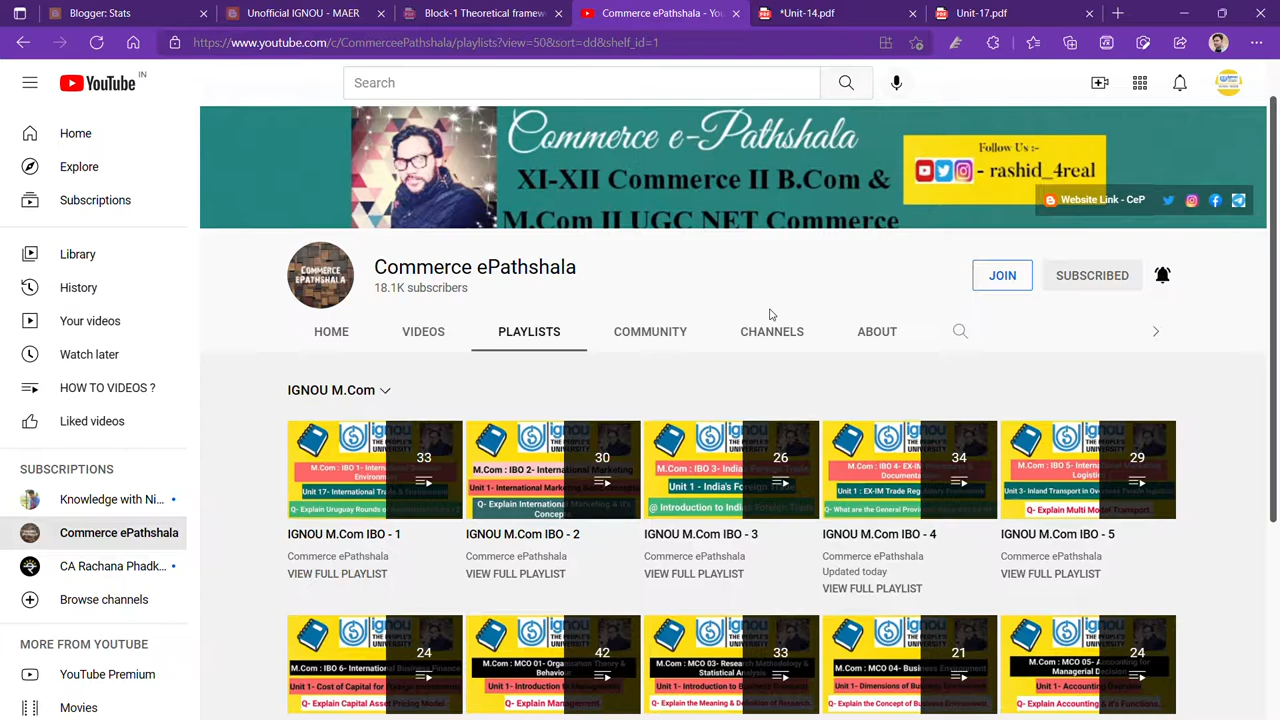 Blogger: Stats
Unofficial IGNOU - MAER
Block-1 Theoretical framew
Commerce ePathshala - You
*Unit-14.pdf
Unit-17.pdf
https://www.youtube.com/c/CommerceePathshala/playlists?view=50&sort=dd&shelf_id=1
YouTube IN
Search
Home
Explore
Subscriptions
Library
History
Your videos
Watch later
HOW TO VIDEOS ?
Liked videos
SUBSCRIPTIONS
Knowledge with Ni...
Commerce ePathshala
CA Rachana Phadk...
Browse channels
MORE FROM YOUTUBE
YouTube Premium
Movies
Commerce e-Pathshala
XI-XII Commerce II B.Com &
M.Com II UGC NET Commerce
Follow Us :-
- rashid_4real
Website Link - CeP
COMMERCE
EPATHSHALA
Commerce ePathshala
18.1K subscribers
JOIN
SUBSCRIBED
HOME
VIDEOS
PLAYLISTS
COMMUNITY
CHANNELS
ABOUT
IGNOU M.Com
33
30
26
34
29
IGNOU M.Com IBO - 1
Commerce ePathshala
VIEW FULL PLAYLIST
IGNOU M.Com IBO - 2
Commerce ePathshala
VIEW FULL PLAYLIST
IGNOU M.Com IBO - 3
Commerce ePathshala
VIEW FULL PLAYLIST
IGNOU M.Com IBO - 4
Commerce ePathshala
Updated today
VIEW FULL PLAYLIST
IGNOU M.Com IBO - 5
Commerce ePathshala
VIEW FULL PLAYLIST
24
42
33
21
24